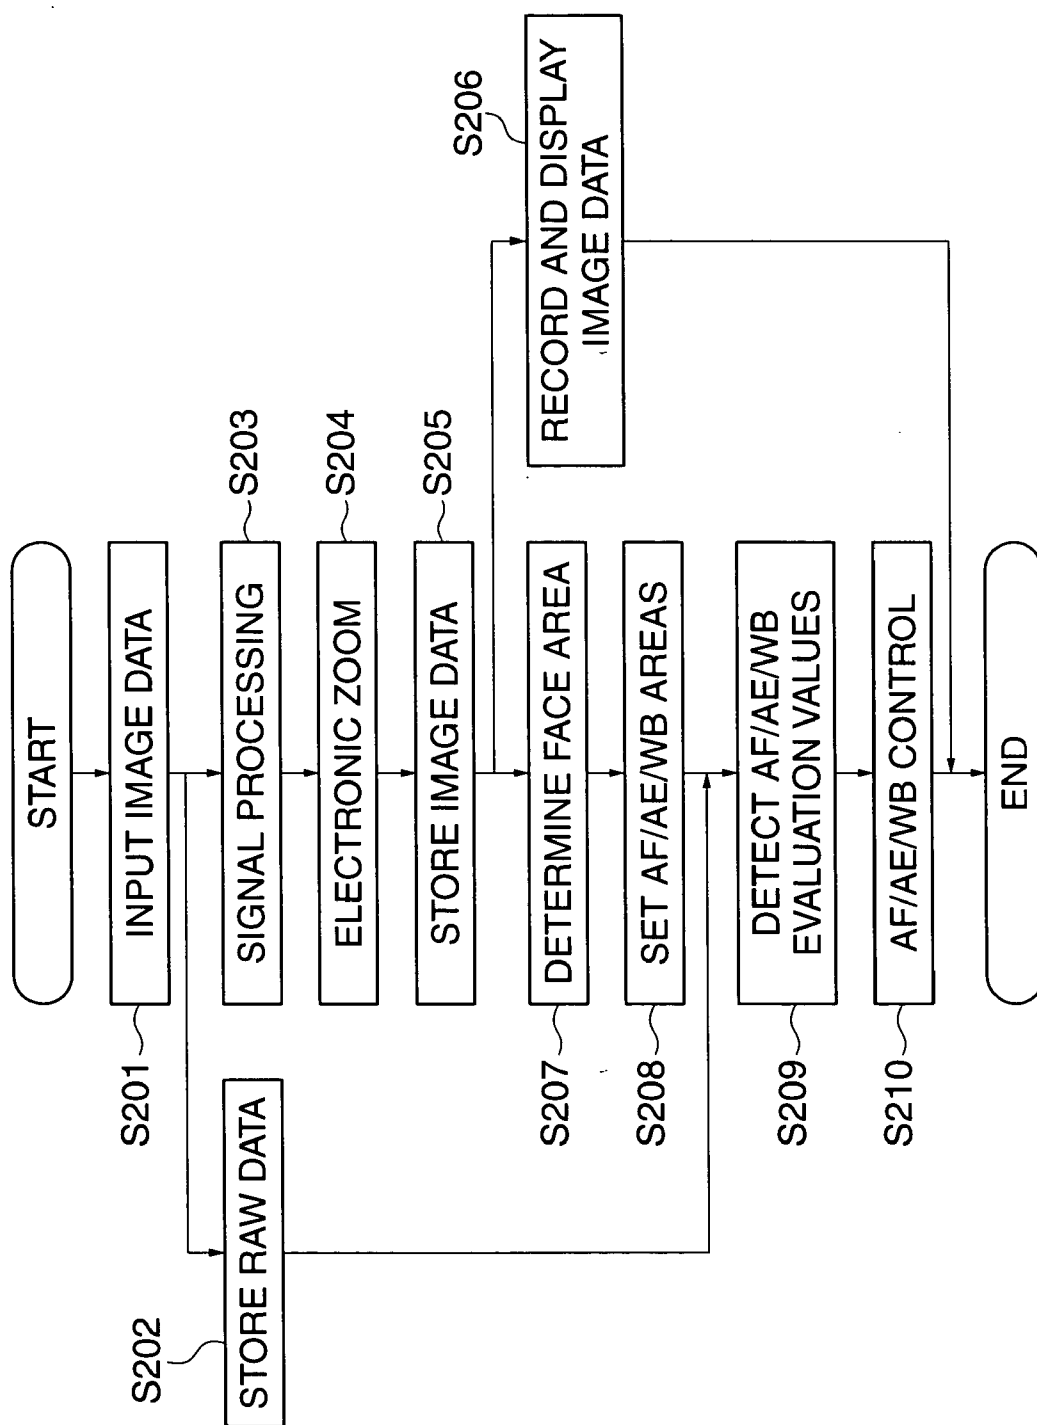 START
INPUT IMAGE DATA
S201
STORE RAW DATA
S202
SIGNAL PROCESSING
S203
ELECTRONIC ZOOM
S204
STORE IMAGE DATA
S205
RECORD AND DISPLAY
IMAGE DATA
S206
DETERMINE FACE AREA
S207
SET AF/AE/WB AREAS
S208
DETECT AF/AE/WB
EVALUATION VALUES
S209
AF/AE/WB CONTROL
S210
END